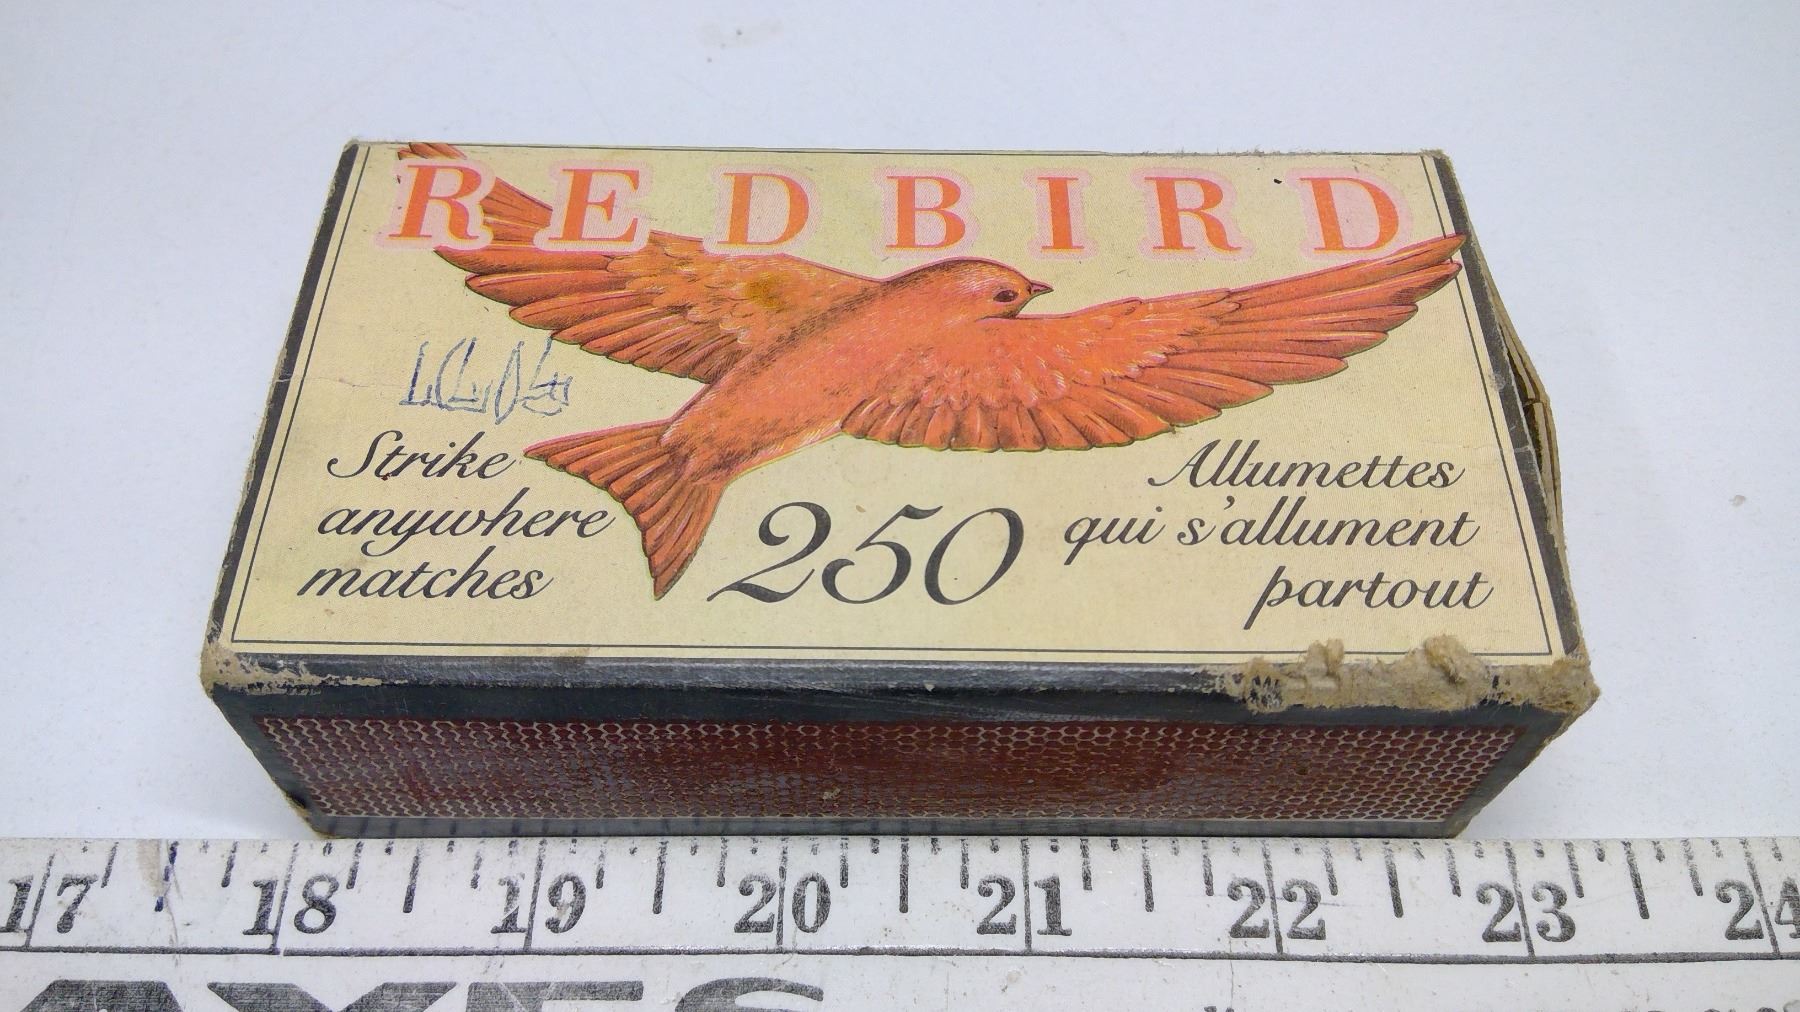 REDBIRD
Strike
anywhere
matches
250
Allumettes
qui s'allument
partout
17 18 19 20 21 22 23 24